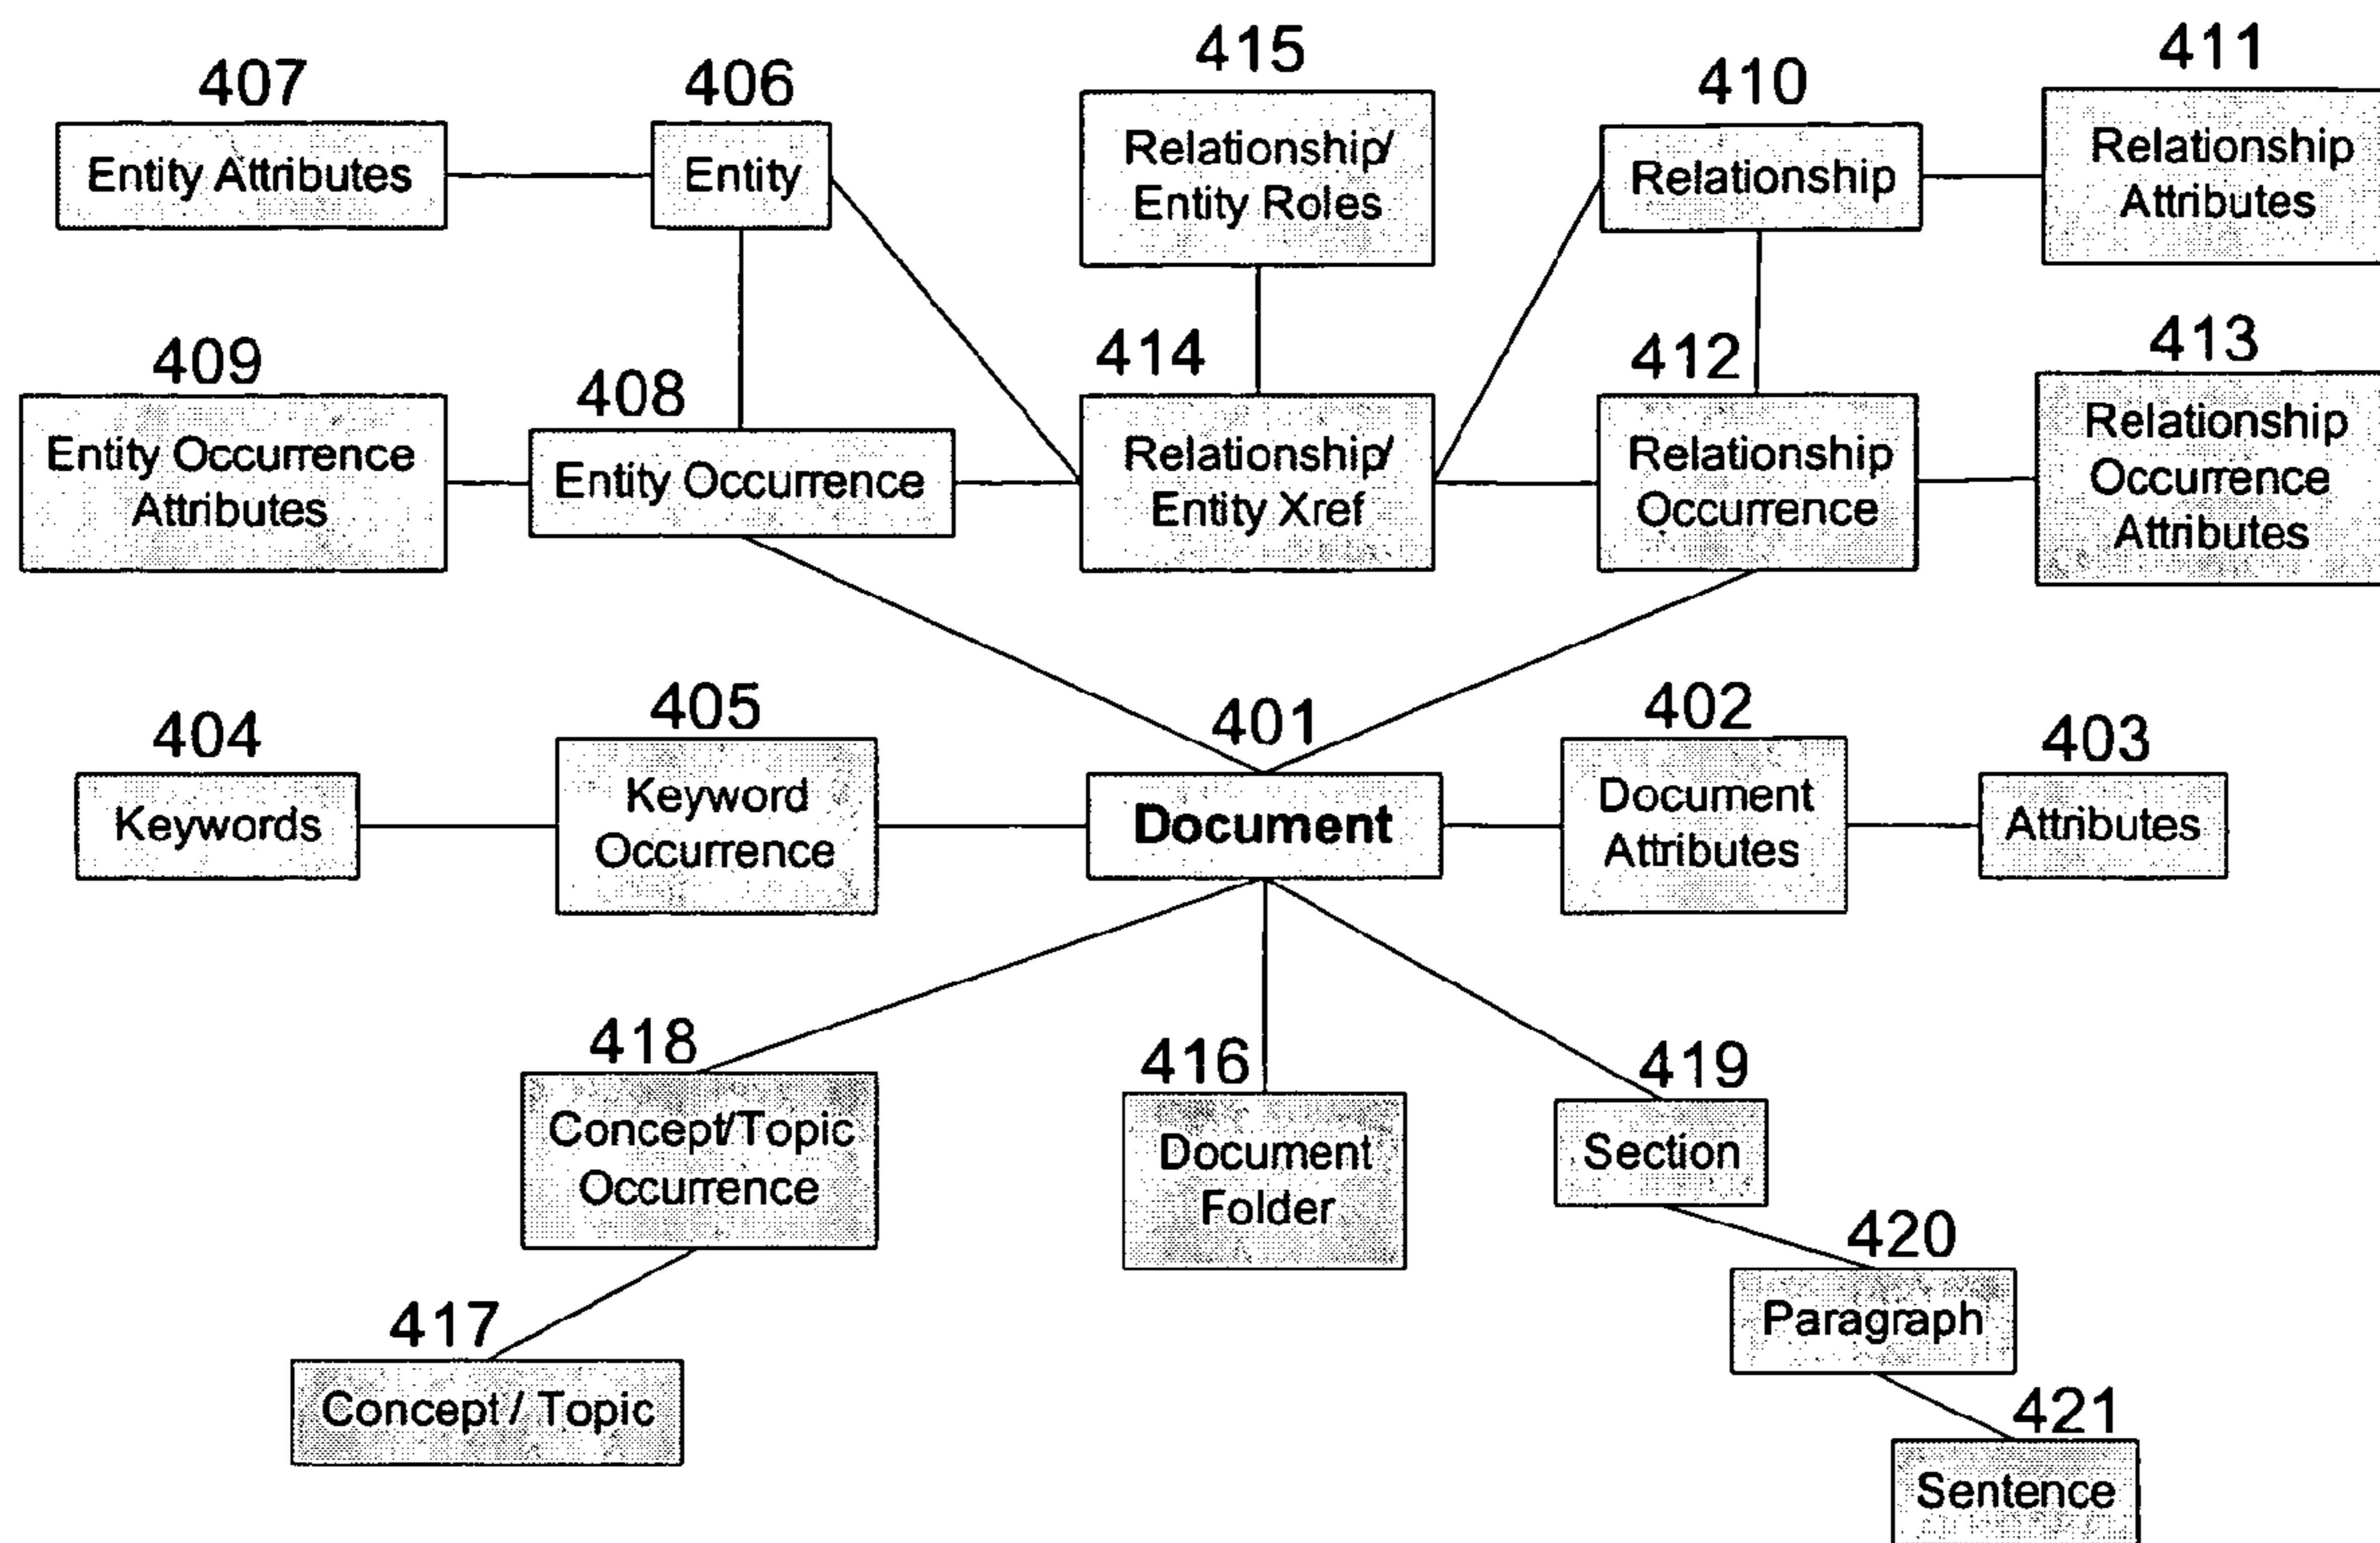 407
Entity Attributes
406
Entity
415
Relationship/
Entity Roles
410
Relationship
411
Relationship
Attributes
409
Entity Occurrence
Attributes
408
Entity Occurrence
414
Relationship/
Entity Xref
412
Relationship
Occurrence
413
Relationship
Occurrence
Attributes
404
Keywords
405
Keyword
Occurrence
401
Document
402
Document
Attributes
403
Attributes
418
Concept/Topic
Occurrence
416
Document
Folder
419
Section
420
Paragraph
417
Concept / Topic
421
Sentence